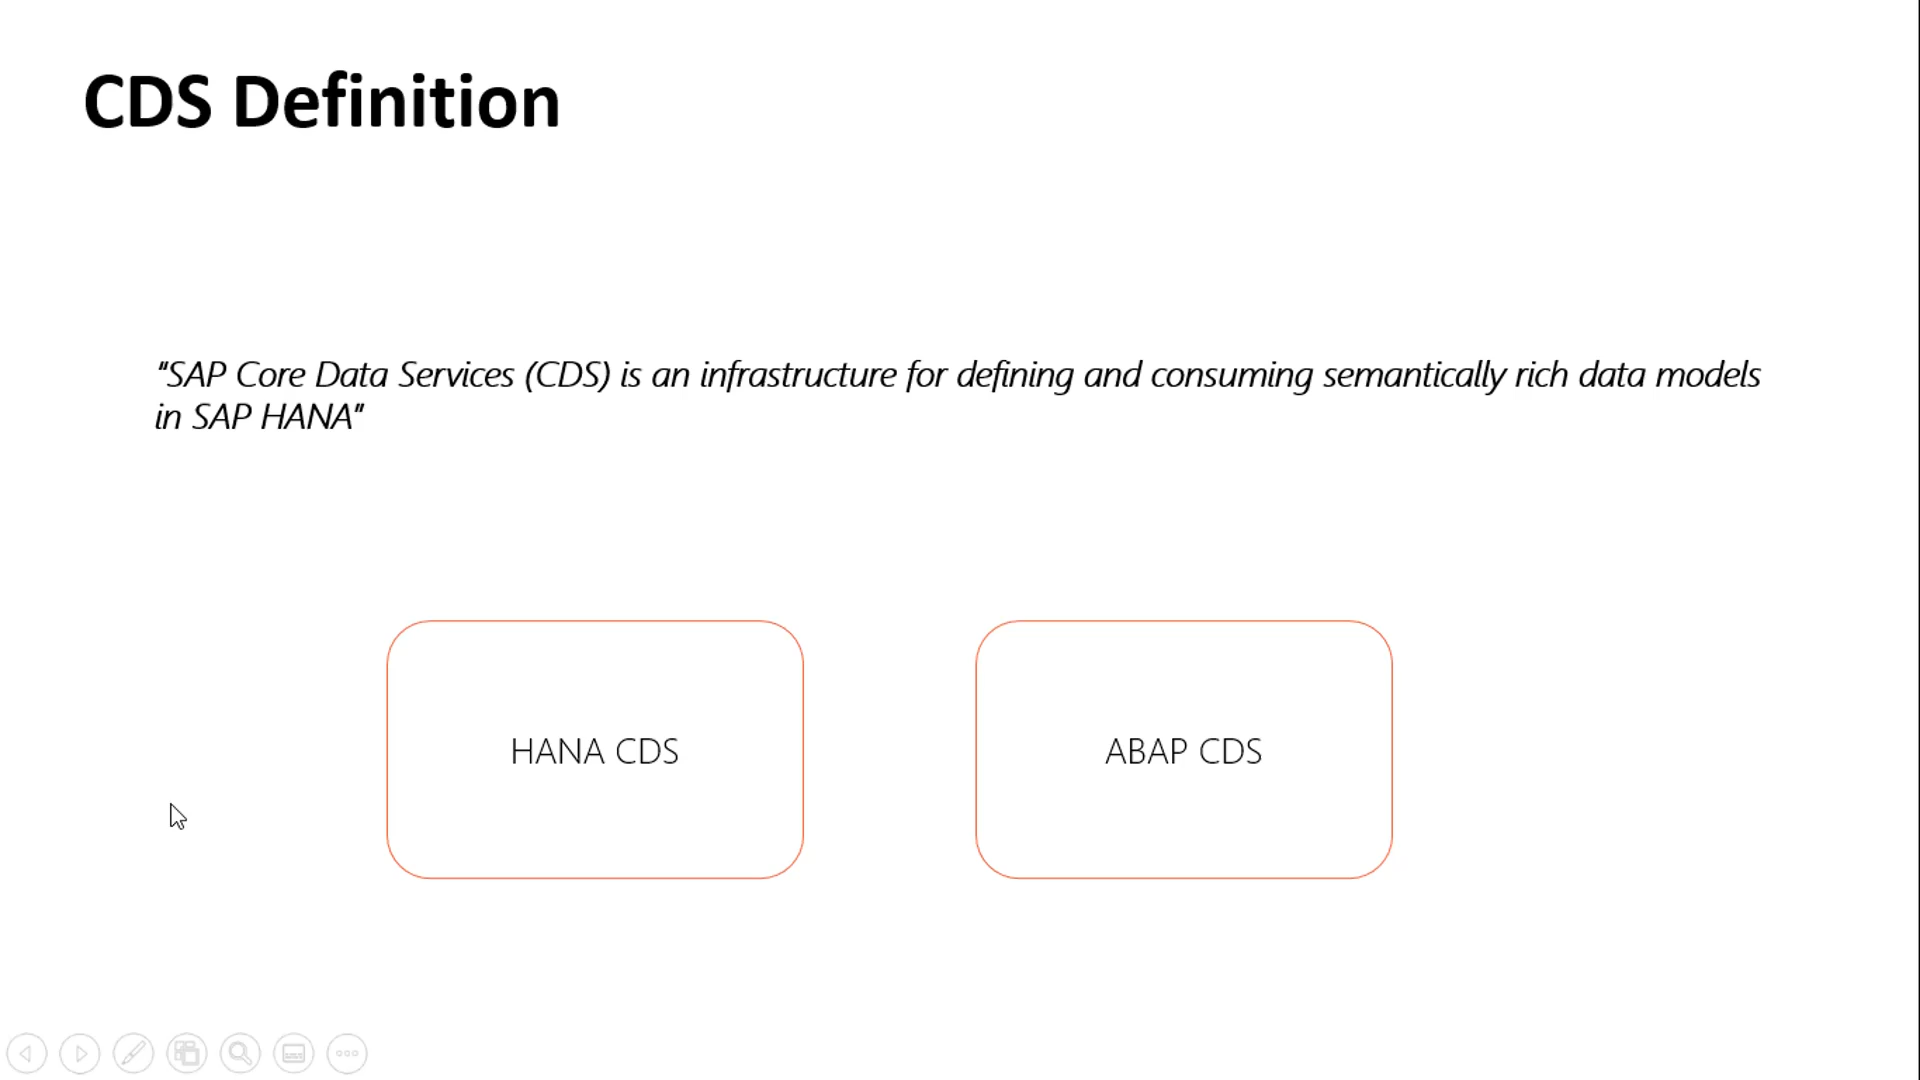 CDS Definition
"SAP Core Data Services (CDS) is an infrastructure for defining and consuming semantically rich data models
in SAP HANA"
HANA CDS
ABAP CDS